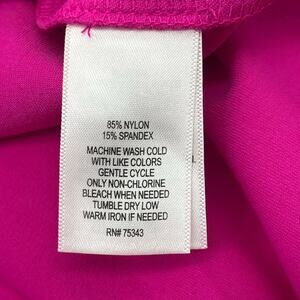 85% NYLON
15% SPANDEX
MACHINE WASH COLD
WITH LIKE COLORS
GENTLE CYCLE
ONLY NON-CHLORINE
BLEACH WHEN NEEDED
TUMBLE DRY LOW
WARM IRON IF NEEDED
RN# 75343